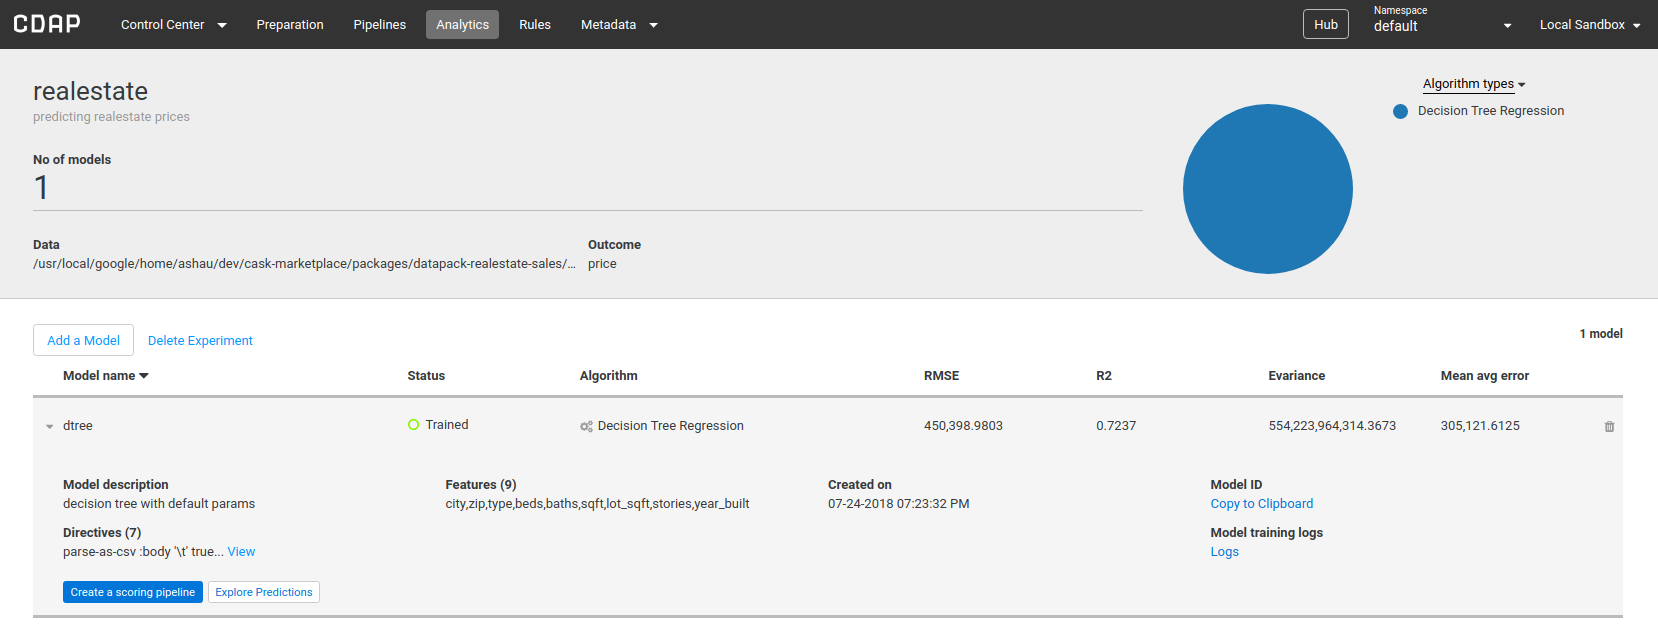 CDAP Control Center Preparation Pipelines Analytics Rules Metadata Hub Namespace default Local Sandbox
realestate
predicting realestate prices
Algorithm types
Decision Tree Regression
No of models
1
Data Outcome
/usr/local/google/home/ashau/dev/cask-marketplace/packages/datapack-realestate-sales/... price
Add a Model Delete Experiment 1 model
Model name Status Algorithm RMSE R2 Evariance Mean avg error
dtree Trained Decision Tree Regression 450,398.9803 0.7237 554,223,964,314.3673 305,121.6125
Model description Features (9) Created on Model ID
decision tree with default params city,zip,type,beds,baths,sqft,lot_sqft,stories,year_built 07-24-2018 07:23:32 PM Copy to Clipboard
Directives (7) Model training logs
parse-as-csv :body '\t' true... View Logs
Create a scoring pipeline Explore Predictions